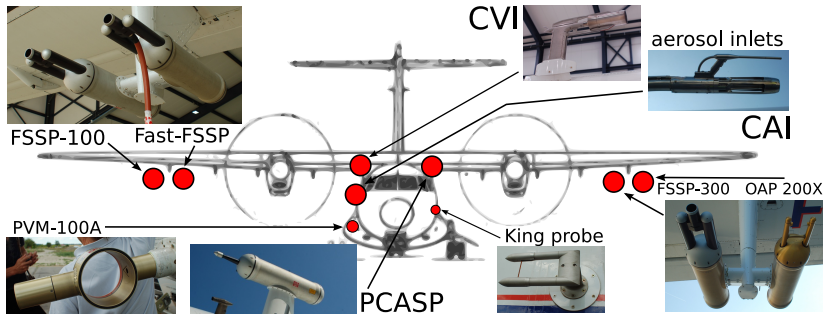 CVI
aerosol inlets
CAI
FSSP-100
Fast-FSSP
FSSP-300
OAP 200X
PVM-100A
King probe
PCASP